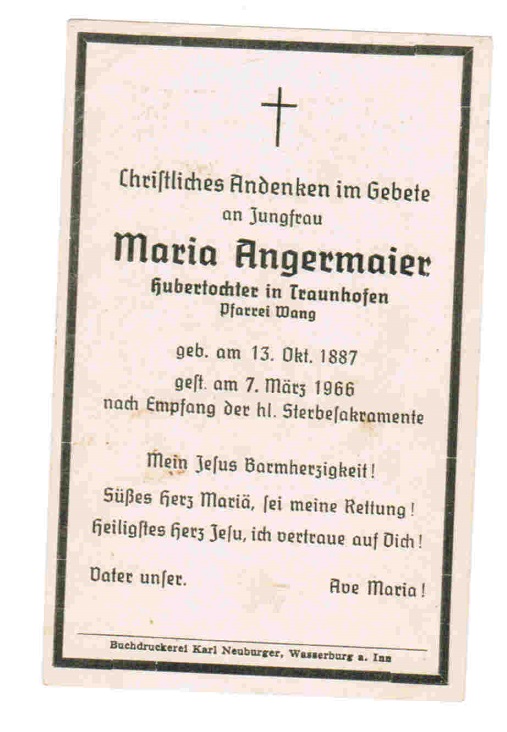 Chriſtliches Andenken im Gebete
an Jungfrau
Maria Angermaier
Hubertochter in Traunhofen
Pfarrei Wang
geb. am 13. Okt. 1887
geſt. am 7. März 1966
nach Empfang der hl. Sterbeſakramente
Mein Jeſus Barmherzigkeit!
Süßes Herz Mariä, ſei meine Rettung!
Heiligſtes Herz Jeſu, ich vertraue auf Dich!
Vater unſer. Ave Maria!
Buchdruckerei Karl Neuburger, Wasserburg a. Inn